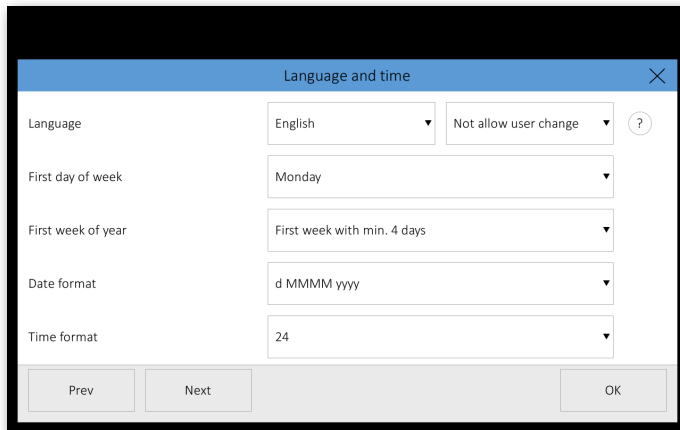 Language and time
Language English Not allow user change ?
First day of week Monday
First week of year First week with min. 4 days
Date format d MMMM yyyy
Time format 24
Prev Next OK